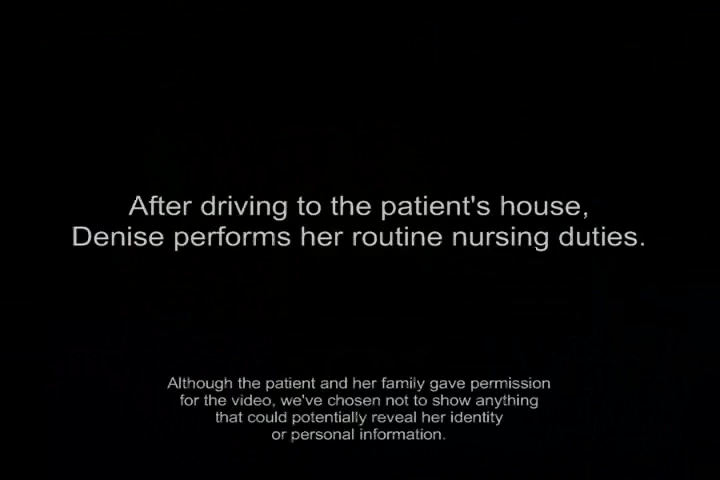 After driving to the patient's house,
Denise performs her routine nursing duties.
Although the patient and her family gave permission
for the video, we've chosen not to show anything
that could potentially reveal her identity
or personal information.